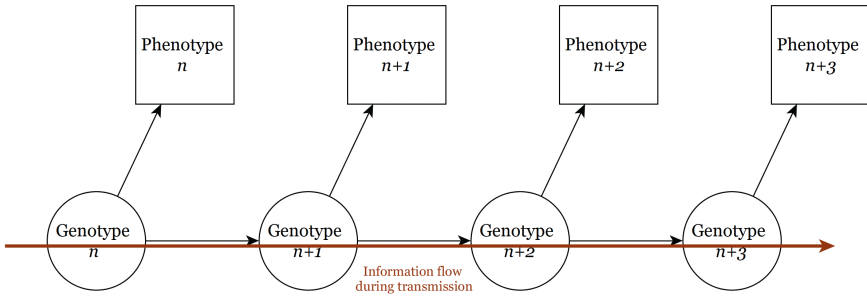 Phenotype
n
Phenotype
n+1
Phenotype
n+2
Phenotype
n+3
Genotype
n
Genotype
n+1
Genotype
n+2
Genotype
n+3
Information flow
during transmission